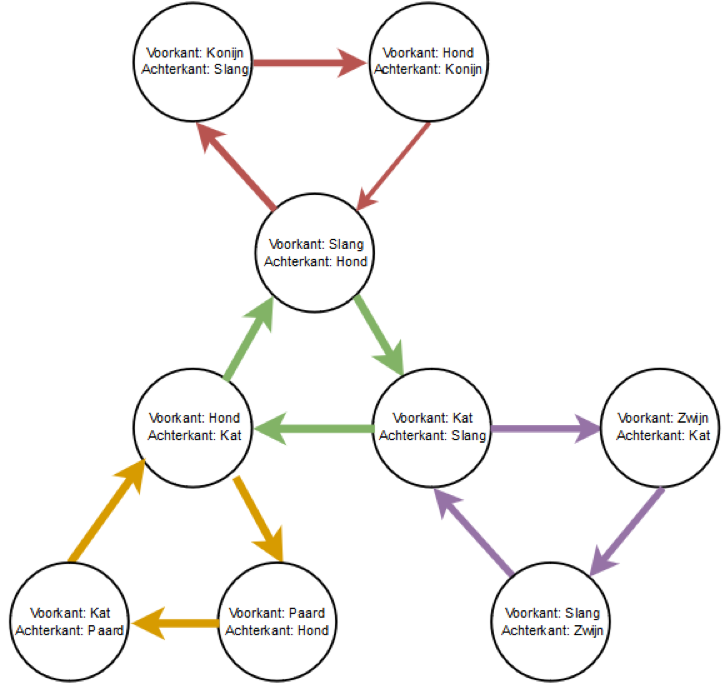 Voorkant: Konijn
Achterkant: Slang
Voorkant: Hond
Achterkant: Konijn
Voorkant: Slang
Achterkant: Hond
Voorkant: Hond
Achterkant: Kat
Voorkant: Kat
Achterkant: Slang
Voorkant: Zwijn
Achterkant: Kat
Voorkant: Kat
Achterkant: Paard
Voorkant: Paard
Achterkant: Hond
Voorkant: Slang
Achterkant: Zwijn